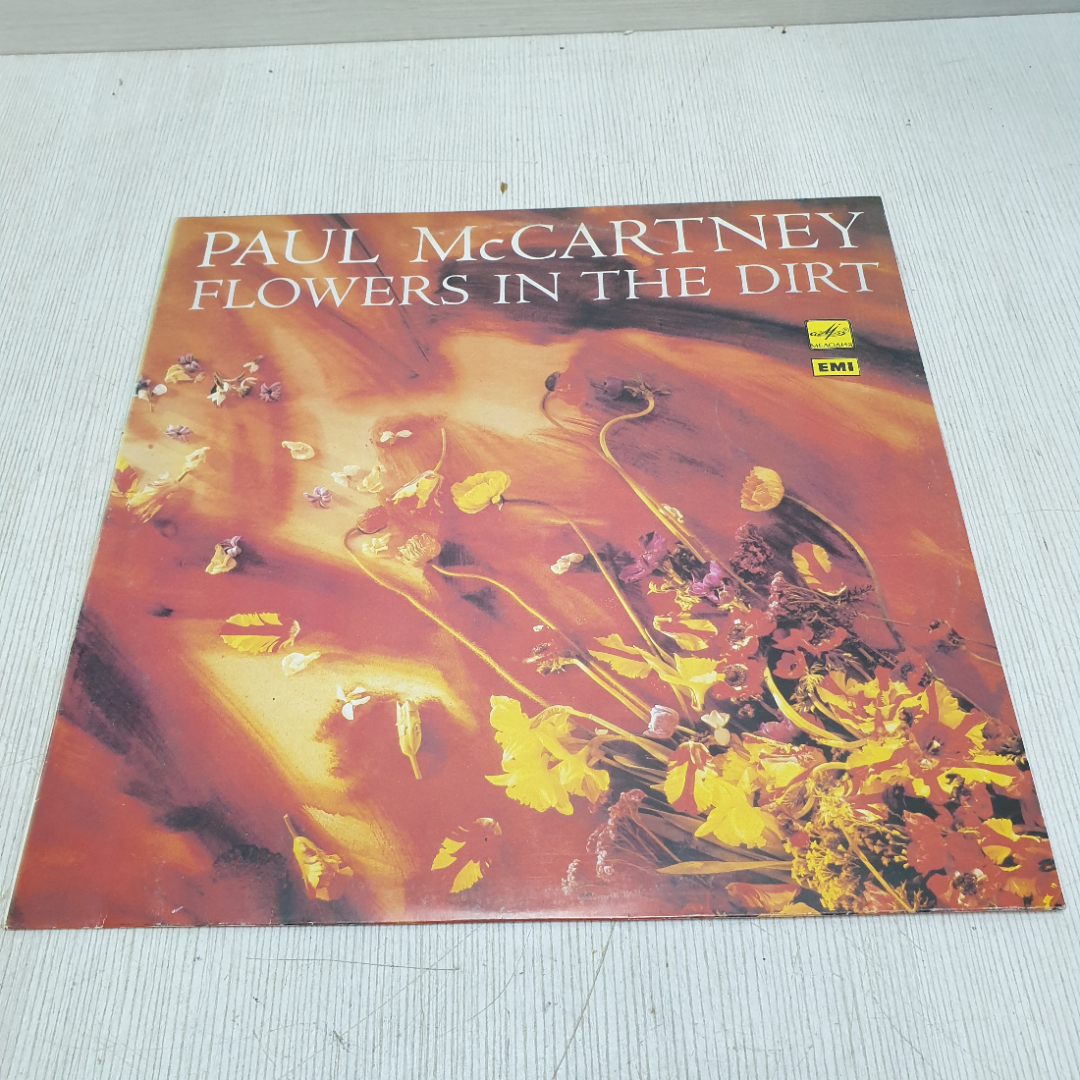 PAUL McCARTNEY
FLOWERS IN THE DIRT
МЕЛОДИЯ
EMI